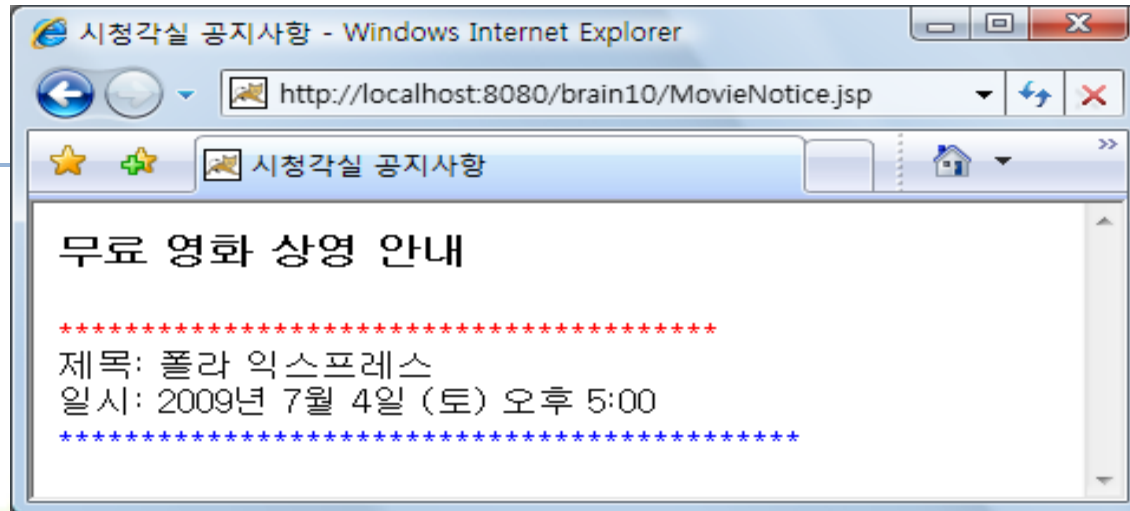 시청각실 공지사항 - Windows Internet Explorer
http://localhost:8080/brain10/MovieNotice.jsp
시청각실 공지사항
무료 영화 상영 안내
****************************************
제목: 폴라 익스프레스
일시: 2009년 7월 4일 (토) 오후 5:00
*********************************************